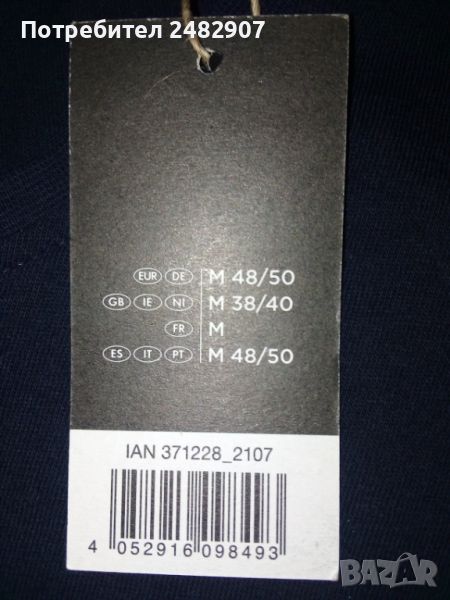 Потребител 2482907
EUR DE M 48/50
GB IE NI M 38/40
FR M
ES IT PT M 48/50
IAN 371228_2107
4 052916 098493
BAZAR